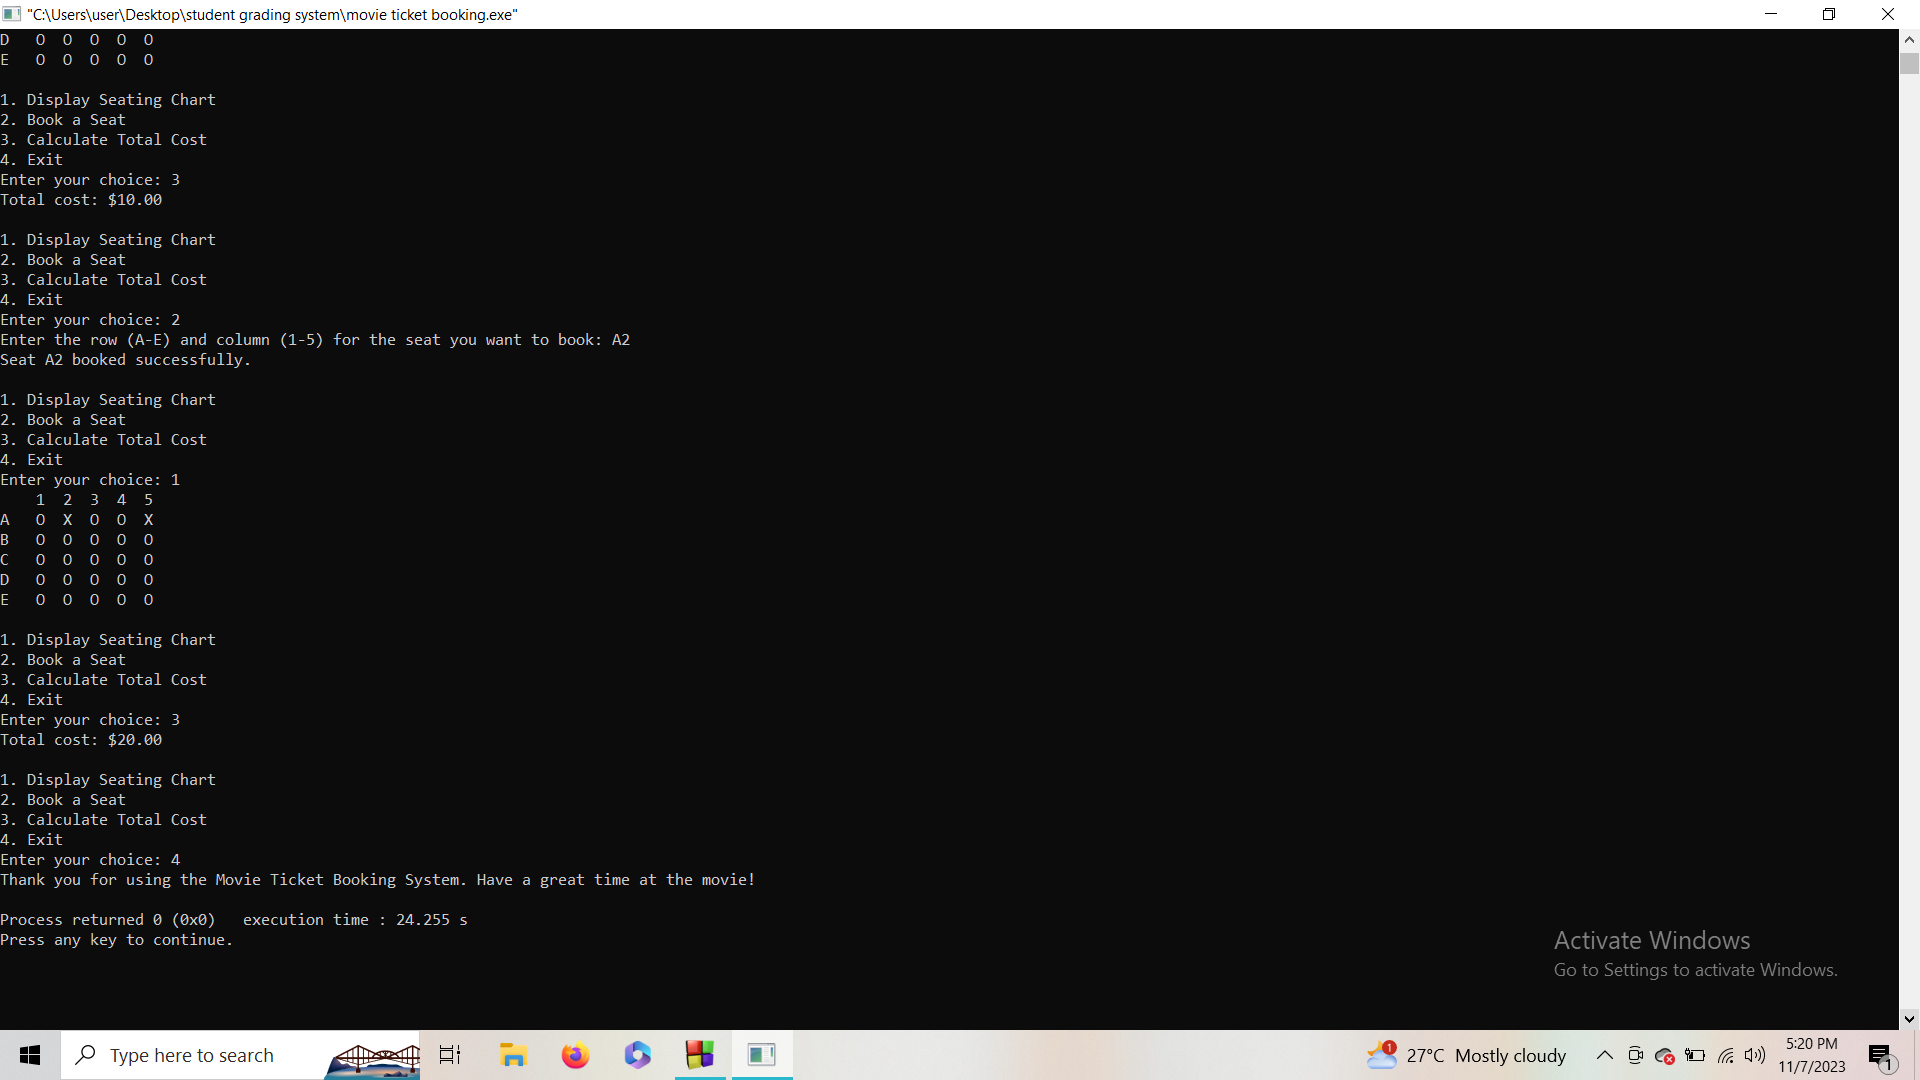 "C:\Users\user\Desktop\student grading system\movie ticket booking.exe"
D   O  O  O  O  O
E   O  O  O  O  O
1. Display Seating Chart
2. Book a Seat
3. Calculate Total Cost
4. Exit
Enter your choice: 3
Total cost: $10.00
1. Display Seating Chart
2. Book a Seat
3. Calculate Total Cost
4. Exit
Enter your choice: 2
Enter the row (A-E) and column (1-5) for the seat you want to book: A2
Seat A2 booked successfully.
1. Display Seating Chart
2. Book a Seat
3. Calculate Total Cost
4. Exit
Enter your choice: 1
    1  2  3  4  5
A   O  X  O  O  X
B   O  O  O  O  O
C   O  O  O  O  O
D   O  O  O  O  O
E   O  O  O  O  O
1. Display Seating Chart
2. Book a Seat
3. Calculate Total Cost
4. Exit
Enter your choice: 3
Total cost: $20.00
1. Display Seating Chart
2. Book a Seat
3. Calculate Total Cost
4. Exit
Enter your choice: 4
Thank you for using the Movie Ticket Booking System. Have a great time at the movie!
Process returned 0 (0x0)   execution time : 24.255 s
Press any key to continue.
Activate Windows
Go to Settings to activate Windows.
Type here to search
1
27°C Mostly cloudy
5:20 PM
11/7/2023
1